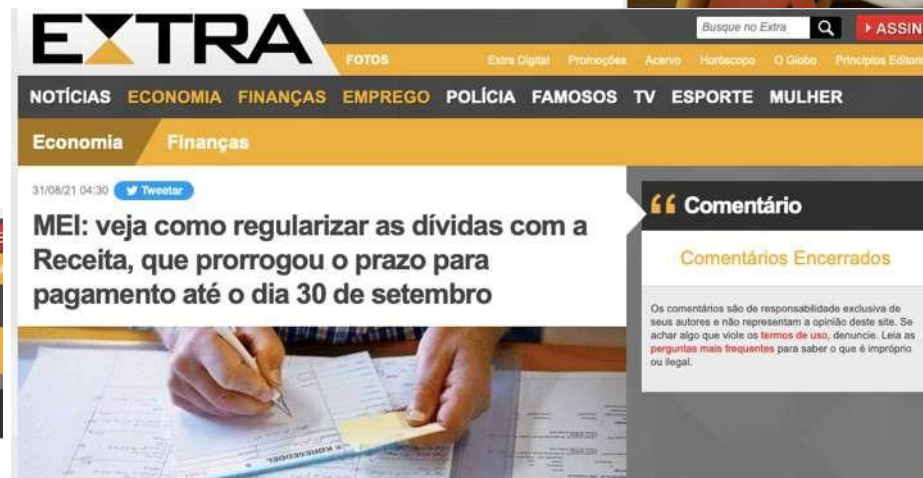 EXTRA
Busque no Extra
ASSIN
FOTOS Extra Digital Promoções Acervo Horóscopo O Globo Princípios Editori
NOTÍCIAS ECONOMIA FINANÇAS EMPREGO POLÍCIA FAMOSOS TV ESPORTE MULHER
Economia Finanças
31/08/21 04:30 Tweetar
MEI: veja como regularizar as dívidas com a
Receita, que prorrogou o prazo para
pagamento até o dia 30 de setembro
Comentário
Comentários Encerrados
Os comentários são de responsabilidade exclusiva de
seus autores e não representam a opinião deste site. Se
achar algo que viole os termos de uso, denuncie. Leia as
perguntas mais frequentes para saber o que é impróprio
ou ilegal.